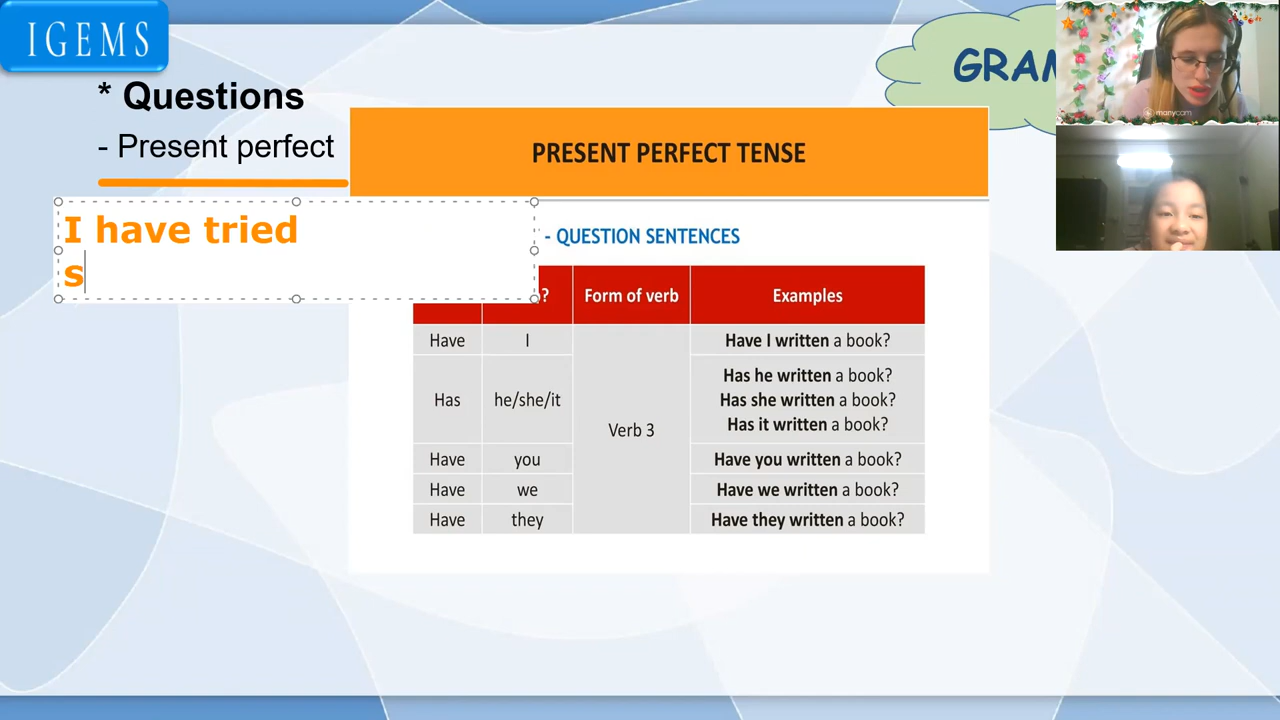 IGEMS
* Questions
- Present perfect
GRAM
PRESENT PERFECT TENSE
I have tried
s
- QUESTION SENTENCES
?
Form of verb
Examples
Have
I
Have I written a book?
Has
he/she/it
Verb 3
Has he written a book?
Has she written a book?
Has it written a book?
Have
you
Have you written a book?
Have
we
Have we written a book?
Have
they
Have they written a book?
manycam